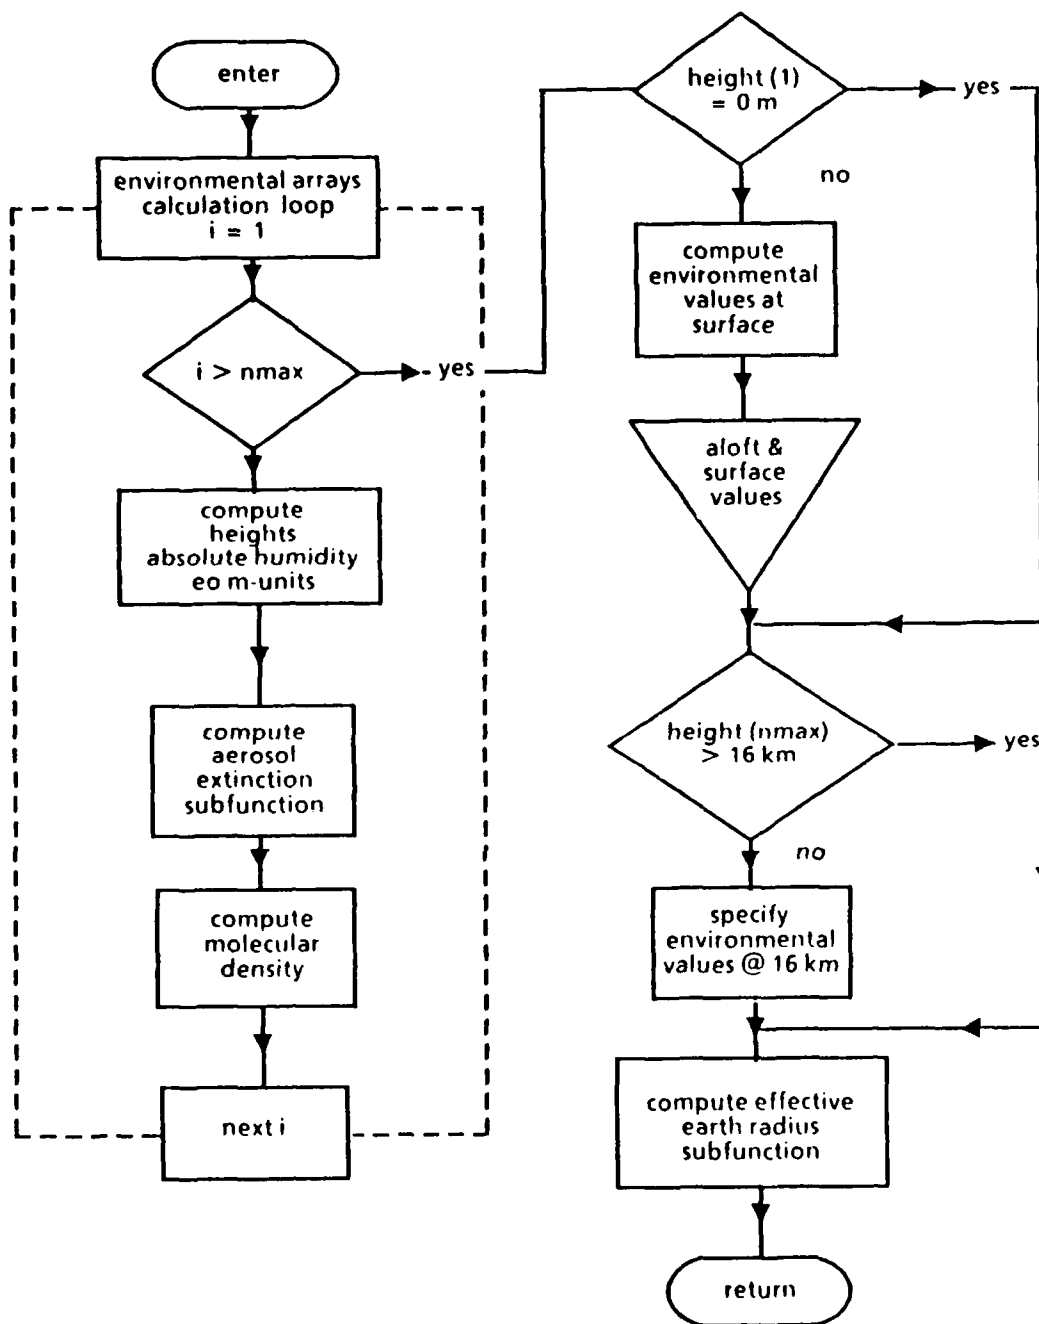 enter
environmental arrays
calculation loop
i = 1
i > nmax
yes
compute
heights
absolute humidity
eo m-units
compute
aerosol
extinction
subfunction
compute
molecular
density
next i
height (1)
= 0 m
yes
no
compute
environmental
values at
surface
aloft &
surface
values
height (nmax)
> 16 km
yes
no
specify
environmental
values @ 16 km
compute effective
earth radius
subfunction
return